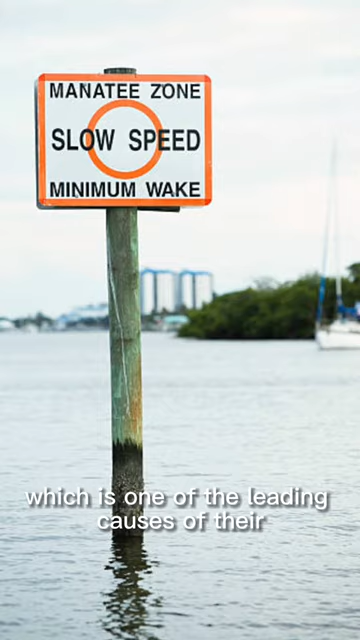 MANATEE ZONE
SLOW SPEED
MINIMUM WAKE
which is one of the leading
causes of their